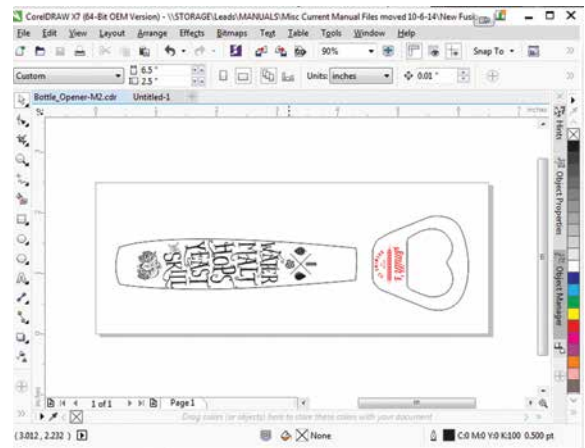 CorelDRAW X7 (64-Bit OEM Version) - \\STORAGE\Leads\MANUALS\Misc Current Manual Files moved 10-6-14\New Fusi
File Edit View Layout Arrange Effects Bitmaps Text Table Tools Window Help
90% Snap To
Custom 6.5" 2.5" Units: inches 0.01"
Bottle_Opener-M2.cdr Untitled-1
inches
Hints
Object Properties
Object Manager
WATER
MALT
HOPS
YEAST
SKILL
Smith's
1 of 1 Page 1
Drag colors (or objects) here to store these colors with your document
(3.012, 2.232) None C:0 M:0 Y:0 K:100 0.500 pt